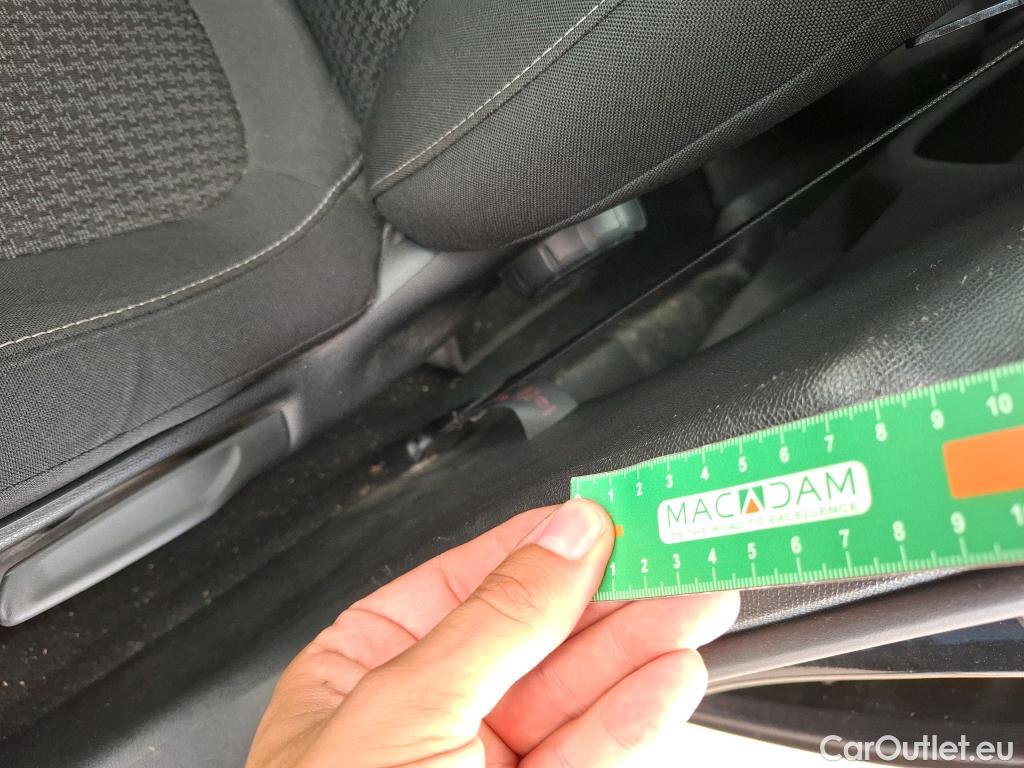 1 2 3 4 5 6 7 8 9 10
MACADAM
ON THE ROAD TO EXCELLENCE
1 2 3 4 5 6 7 8 9
CarOutlet.eu